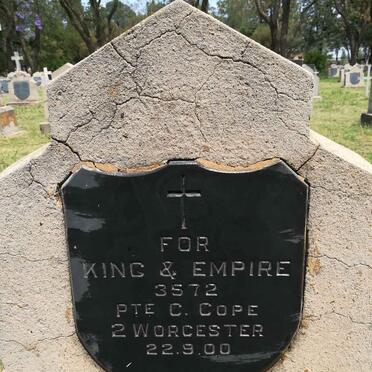 FOR
KING & EMPIRE
3572
PTE C. COPE
2 WORCESTER
22.9.00